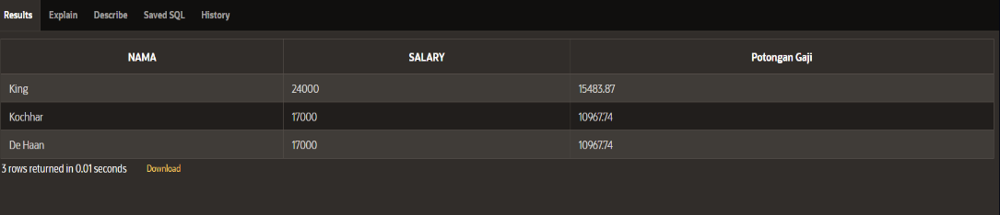 Results Explain Describe Saved SQL History
NAMA SALARY Potongan Gaji
King 24000 15483.87
Kochhar 17000 10967.74
De Haan 17000 10967.74
3 rows returned in 0.01 seconds Download